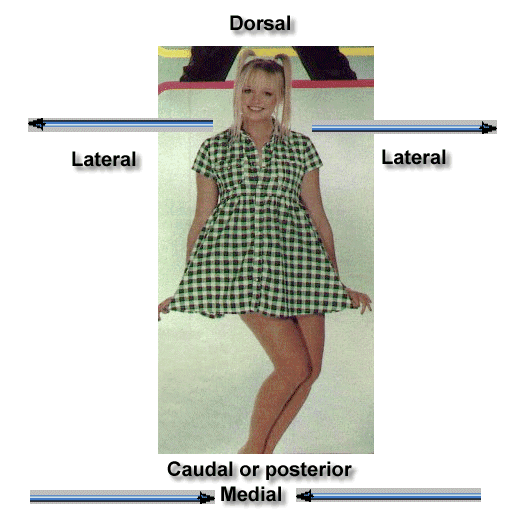 Dorsal
Lateral
Lateral
Caudal or posterior
Medial